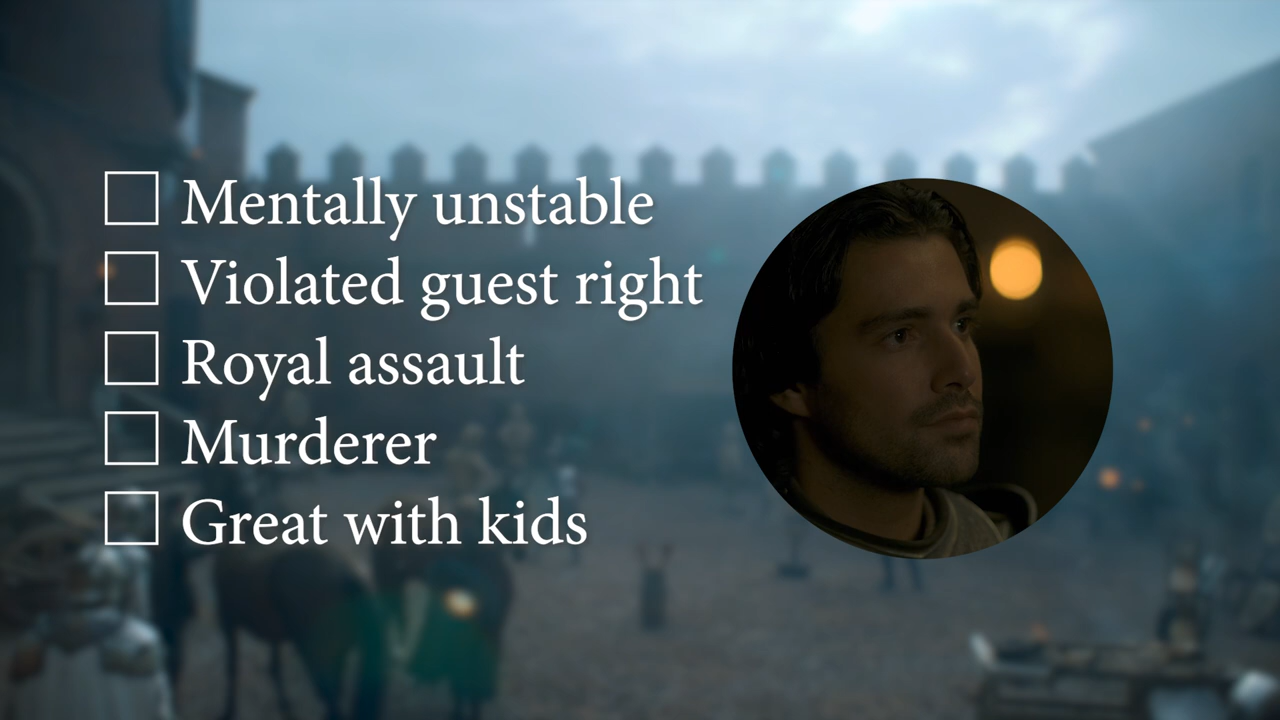 Mentally unstable
Violated guest right
Royal assault
Murderer
Great with kids